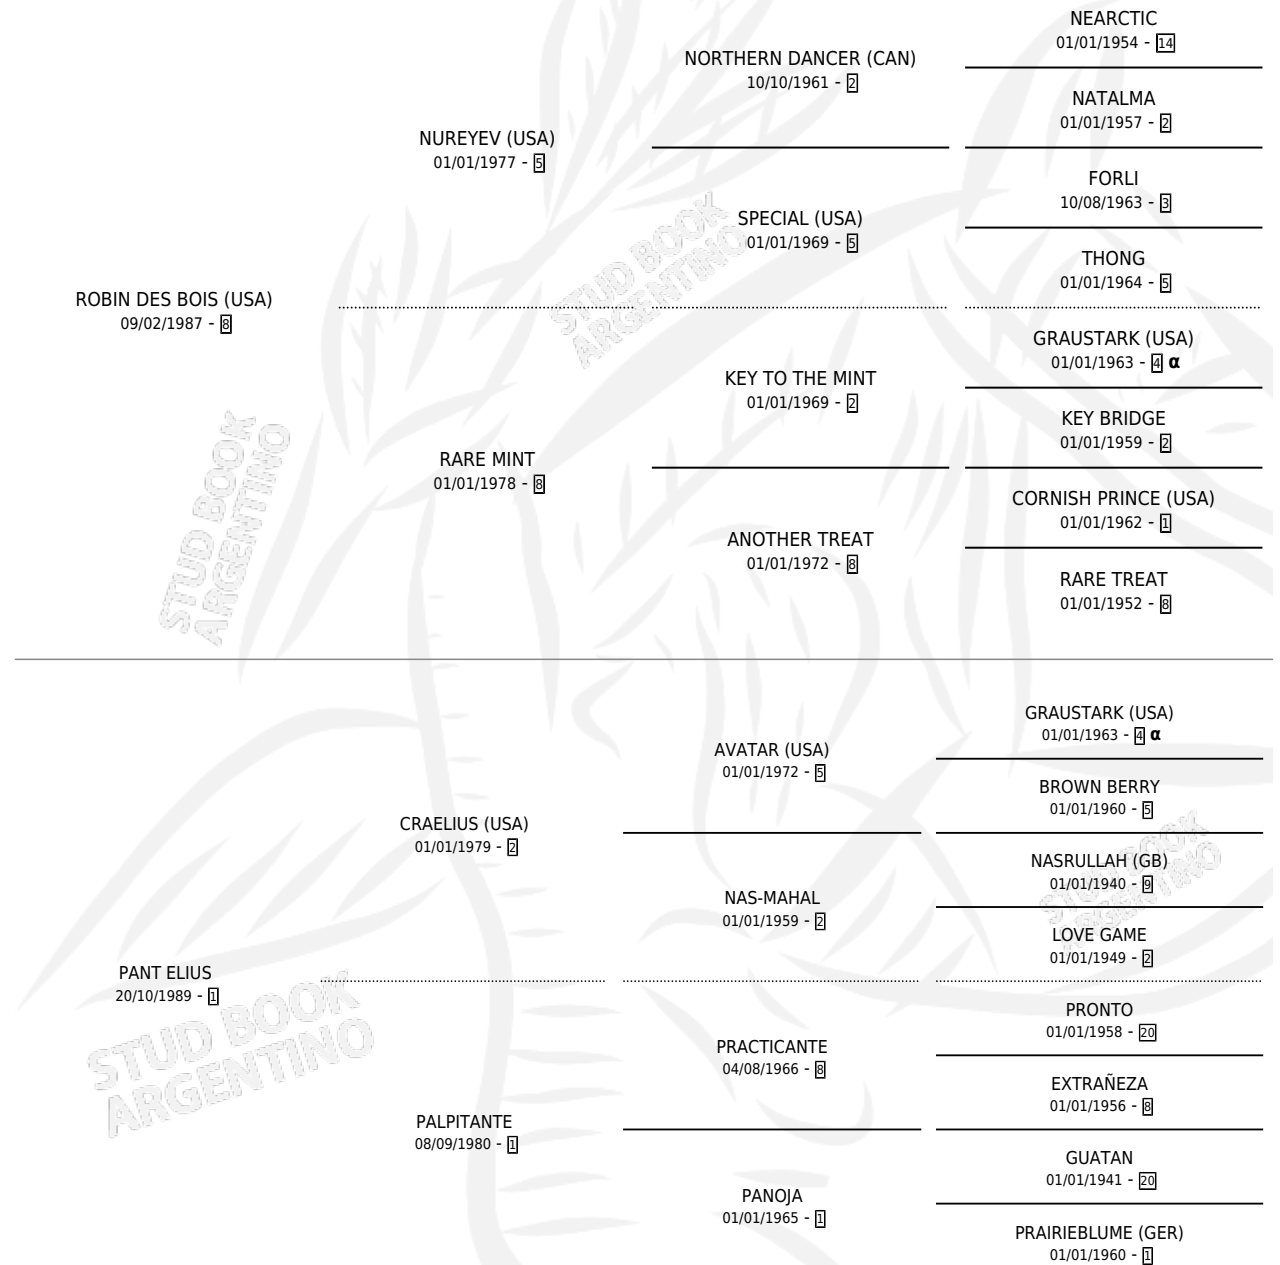 NEARCTIC
01/01/1954 - 14
NORTHERN DANCER (CAN)
10/10/1961 - 2
NATALMA
01/01/1957 - 2
NUREYEV (USA)
01/01/1977 - 5
FORLI
10/08/1963 - 3
SPECIAL (USA)
01/01/1969 - 5
THONG
01/01/1964 - 5
ROBIN DES BOIS (USA)
09/02/1987 - 8
GRAUSTARK (USA)
01/01/1963 - 4 α
KEY TO THE MINT
01/01/1969 - 2
KEY BRIDGE
01/01/1959 - 2
RARE MINT
01/01/1978 - 8
CORNISH PRINCE (USA)
01/01/1962 - 1
ANOTHER TREAT
01/01/1972 - 8
RARE TREAT
01/01/1952 - 8
GRAUSTARK (USA)
01/01/1963 - 4 α
AVATAR (USA)
01/01/1972 - 5
BROWN BERRY
01/01/1960 - 5
CRAELIUS (USA)
01/01/1979 - 2
NASRULLAH (GB)
01/01/1940 - 9
NAS-MAHAL
01/01/1959 - 2
LOVE GAME
01/01/1949 - 2
PANT ELIUS
20/10/1989 - 1
PRONTO
01/01/1958 - 20
PRACTICANTE
04/08/1966 - 8
EXTRAÑEZA
01/01/1956 - 8
PALPITANTE
08/09/1980 - 1
GUATAN
01/01/1941 - 20
PANOJA
01/01/1965 - 1
PRAIRIEBLUME (GER)
01/01/1960 - 1
STUD BOOK
ARGENTINO
STUD BOOK
ARGENTINO
STUD BOOK
ARGENTINO
STUD BOOK
ARGENTINO